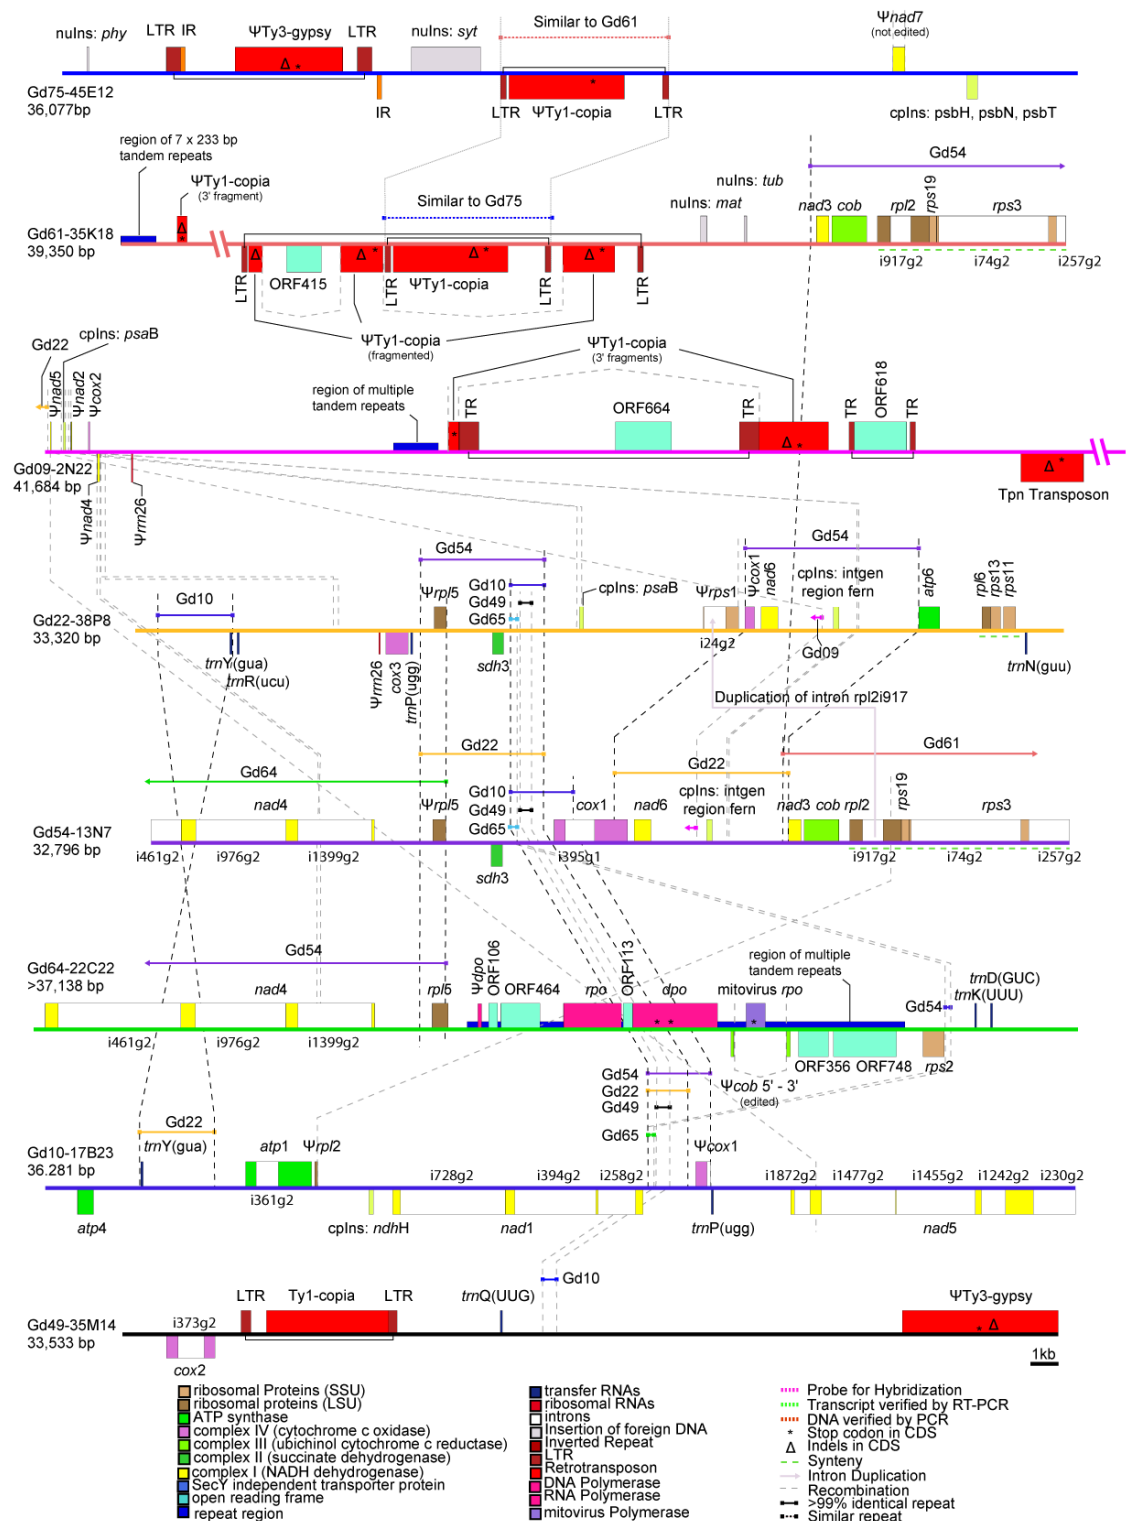 nuIns: phy
LTR IR
ΨTy3-gypsy
LTR
nuIns: syt
Similar to Gd61
Ψnad7
(not edited)
Δ *
*
Gd75-45E12
36,077bp
IR
LTR
ΨTy1-copia
LTR
cpIns: psbH, psbN, psbT
region of 7 x 233 bp
tandem repeats
ΨTy1-copia
(3' fragment)
Similar to Gd75
nuIns: tub
nuIns: mat
Gd54
nad3 cob
rpl2
rps19
rps3
Gd61-35K18
39,350 bp
*
Δ
Δ *
Δ *
Δ *
LTR
ORF415
LTR
ΨTy1-copia
LTR
LTR
i917g2
i74g2
i257g2
ΨTy1-copia
(fragmented)
Gd22
cpIns: psaB
Ψnad5
Ψnad2
Ψcox2
region of multiple
tandem repeats
ΨTy1-copia
(3' fragments)
TR
ORF664
TR
TR
ORF618
TR
*
Δ *
Gd09-2N22
41,684 bp
Ψnad4
Ψrrn26
Δ *
Tpn Transposon
Gd54
Gd54
Gd10
Gd10
Gd49
Gd65
Ψrpl5
cpIns: psaB
Ψrps1
Ψcox1
nad6
cpIns: intgen
region fern
atp6
rpl6
rps13
rps11
Gd22-38P8
33,320 bp
trnY(gua)
trnR(ucu)
Ψrrn26
cox3
trnP(ugg)
sdh3
i24g2
Gd09
trnN(guu)
Duplication of intron rpl2i917
Gd22
Gd61
Gd64
Gd22
Gd10
Gd49
Gd65
nad4
Ψrpl5
cox1
nad6
cpIns: intgen
region fern
nad3 cob rpl2
rps19
rps3
Gd54-13N7
32,796 bp
i461g2
i976g2
i1399g2
sdh3
i395g1
i917g2
i74g2
i257g2
Gd54
Gd64-22C22
>37,138 bp
nad4
rpl5
Ψdpo
ORF106
ORF464
rpo
ORF113
dpo
mitovirus rpo
region of multiple
tandem repeats
Gd54
trnD(GUC)
trnK(UUU)
* *
*
i461g2
i976g2
i1399g2
ORF356
ORF748
rps2
Gd54
Gd22
Gd49
Gd65
Ψcob 5' - 3'
(edited)
Gd22
Gd10-17B23
36.281 bp
trnY(gua)
atp1
Ψrpl2
i728g2
i394g2
i258g2
Ψcox1
i1872g2
i1477g2
i1455g2
i1242g2
i230g2
atp4
i361g2
cpIns: ndhH
nad1
trnP(ugg)
nad5
Gd10
Gd49-35M14
33,533 bp
i373g2
LTR
Ty1-copia
LTR
trnQ(UUG)
ΨTy3-gypsy
* Δ
cox2
1kb
ribosomal Proteins (SSU)
ribosomal proteins (LSU)
ATP synthase
complex IV (cytochrome c oxidase)
complex III (ubichinol cytochrome c reductase)
complex II (succinate dehydrogenase)
complex I (NADH dehydrogenase)
SecY independent transporter protein
open reading frame
repeat region
transfer RNAs
ribosomal RNAs
introns
Insertion of foreign DNA
Inverted Repeat
LTR
Retrotransposon
DNA Polymerase
RNA Polymerase
mitovirus Polymerase
Probe for Hybridization
Transcript verified by RT-PCR
DNA verified by PCR
* Stop codon in CDS
Δ Indels in CDS
Synteny
Intron Duplication
Recombination
>99% identical repeat
Similar repeat